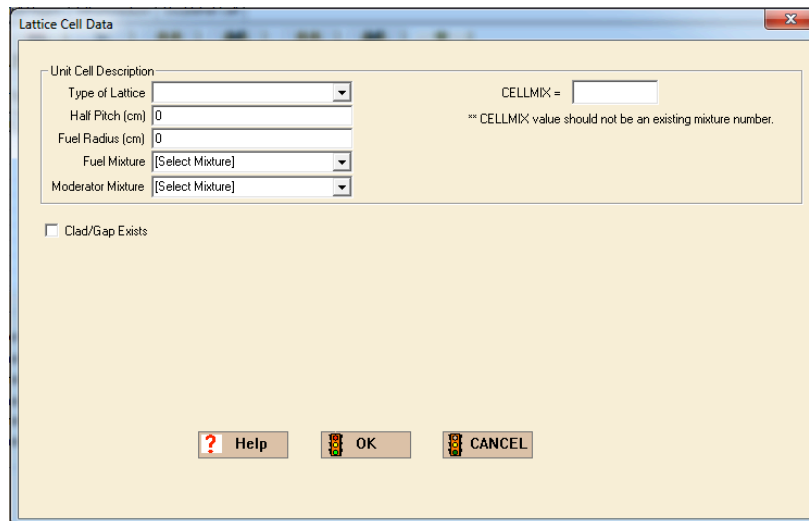 Lattice Cell Data
Unit Cell Description
Type of Lattice
CELLMIX =
Half Pitch (cm) 0
** CELLMIX value should not be an existing mixture number.
Fuel Radius (cm) 0
Fuel Mixture [Select Mixture]
Moderator Mixture [Select Mixture]
Clad/Gap Exists
? Help OK CANCEL